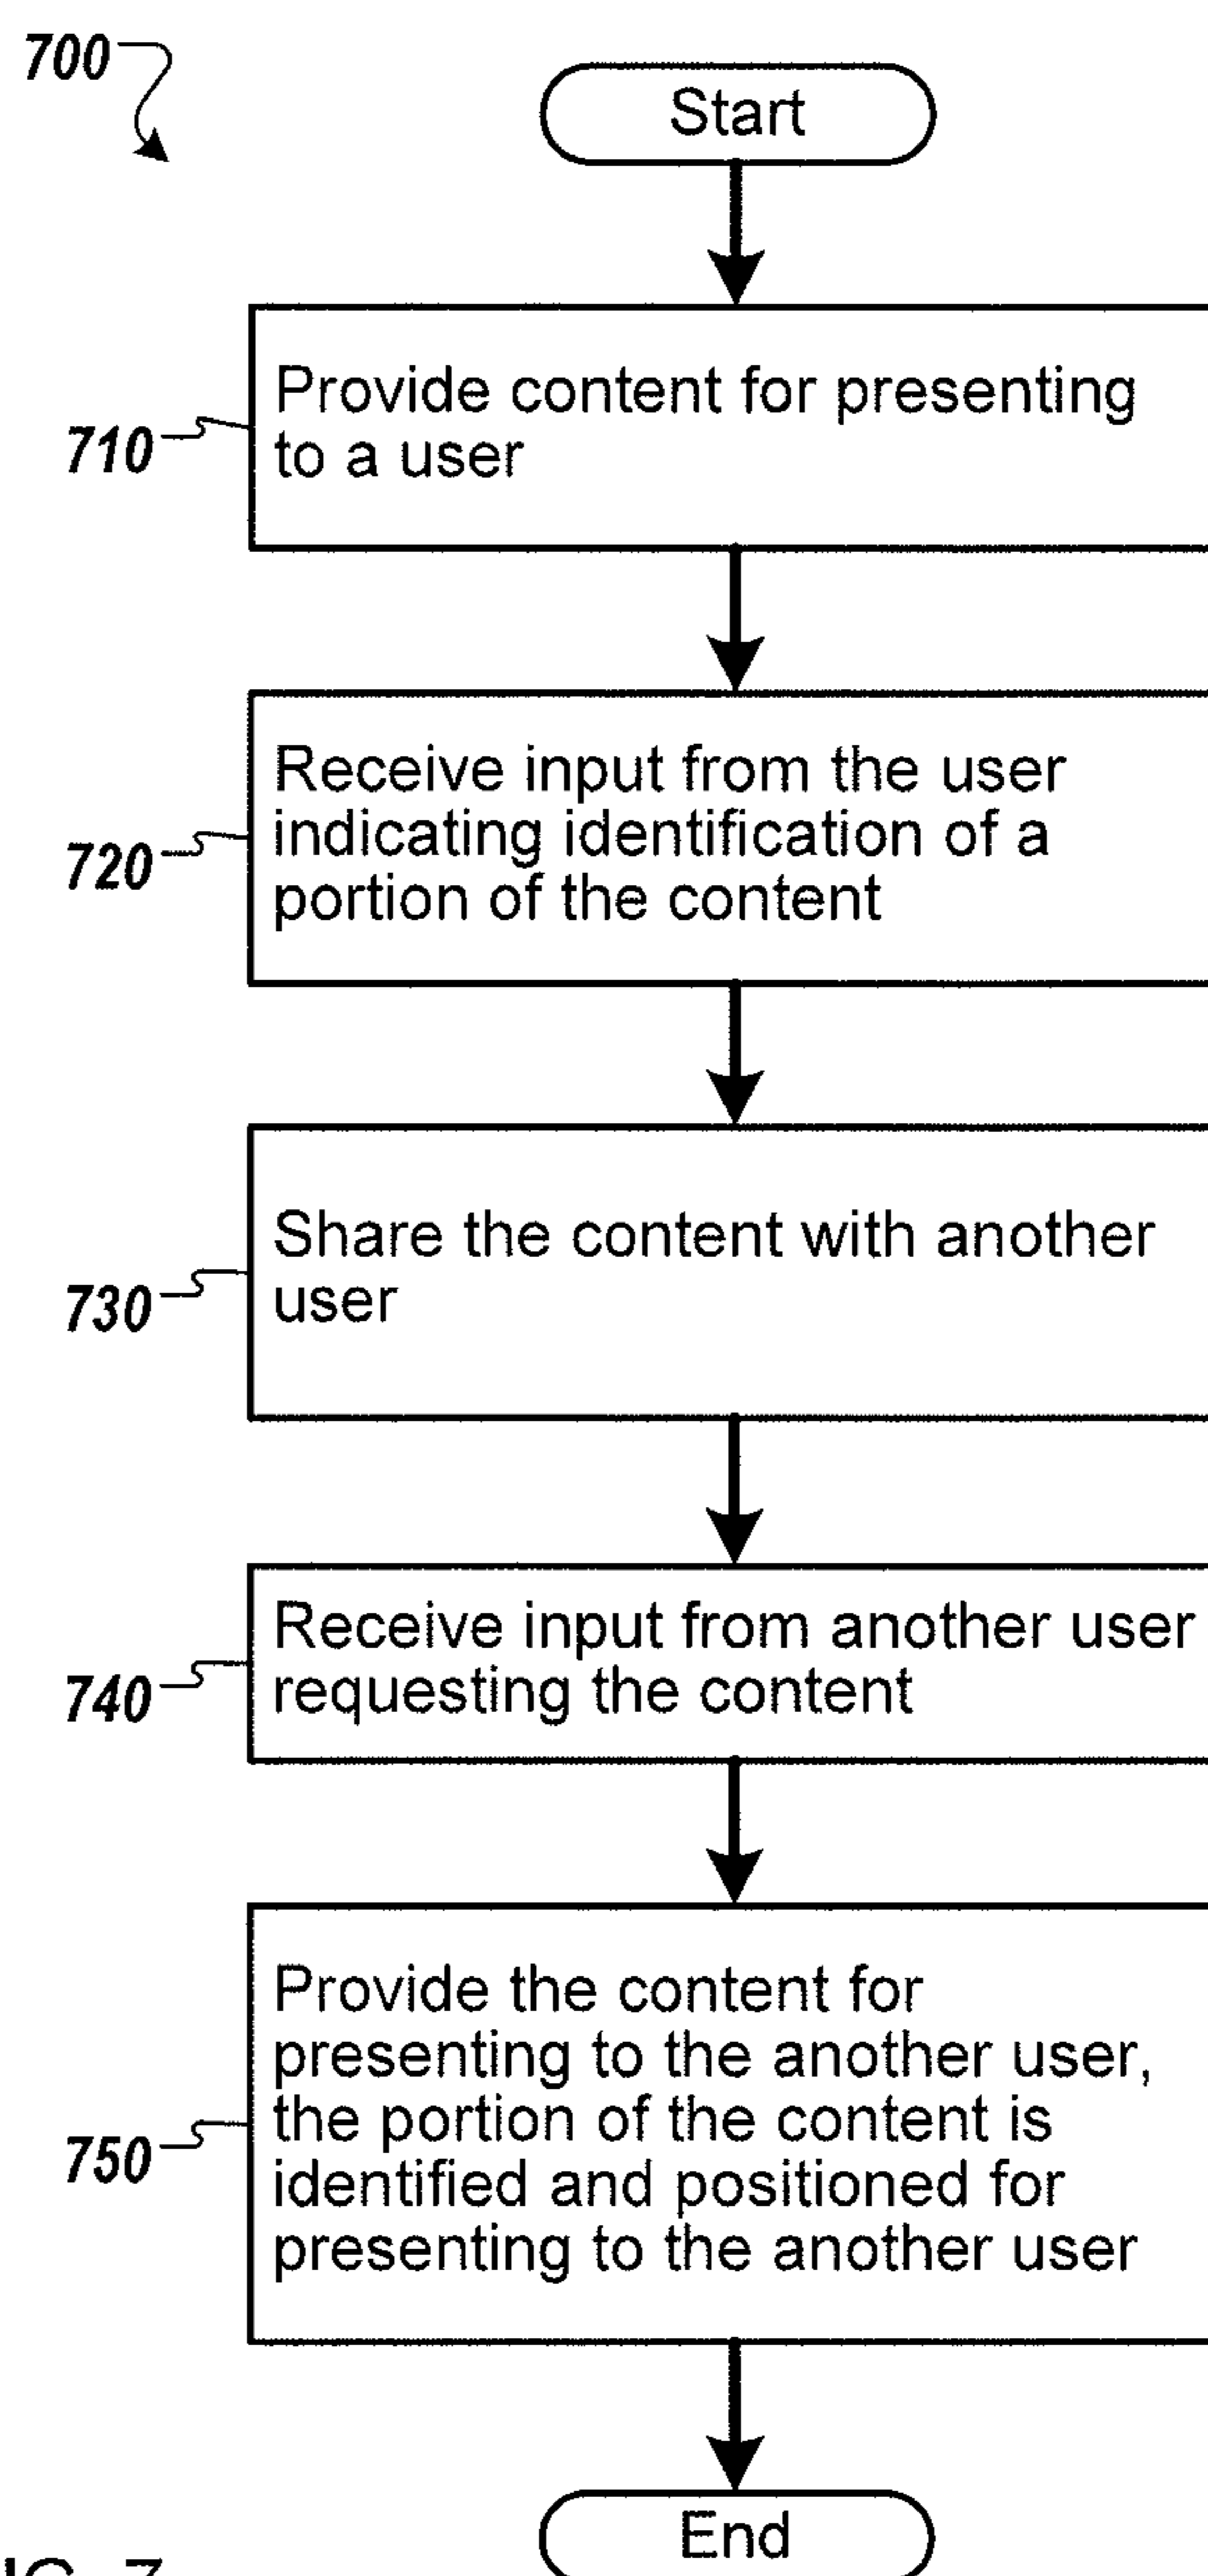 700
Start
710
Provide content for presenting
to a user
720
Receive input from the user
indicating identification of a
portion of the content
730
Share the content with another
user
740
Receive input from another user
requesting the content
750
Provide the content for
presenting to the another user,
the portion of the content is
identified and positioned for
presenting to the another user
End